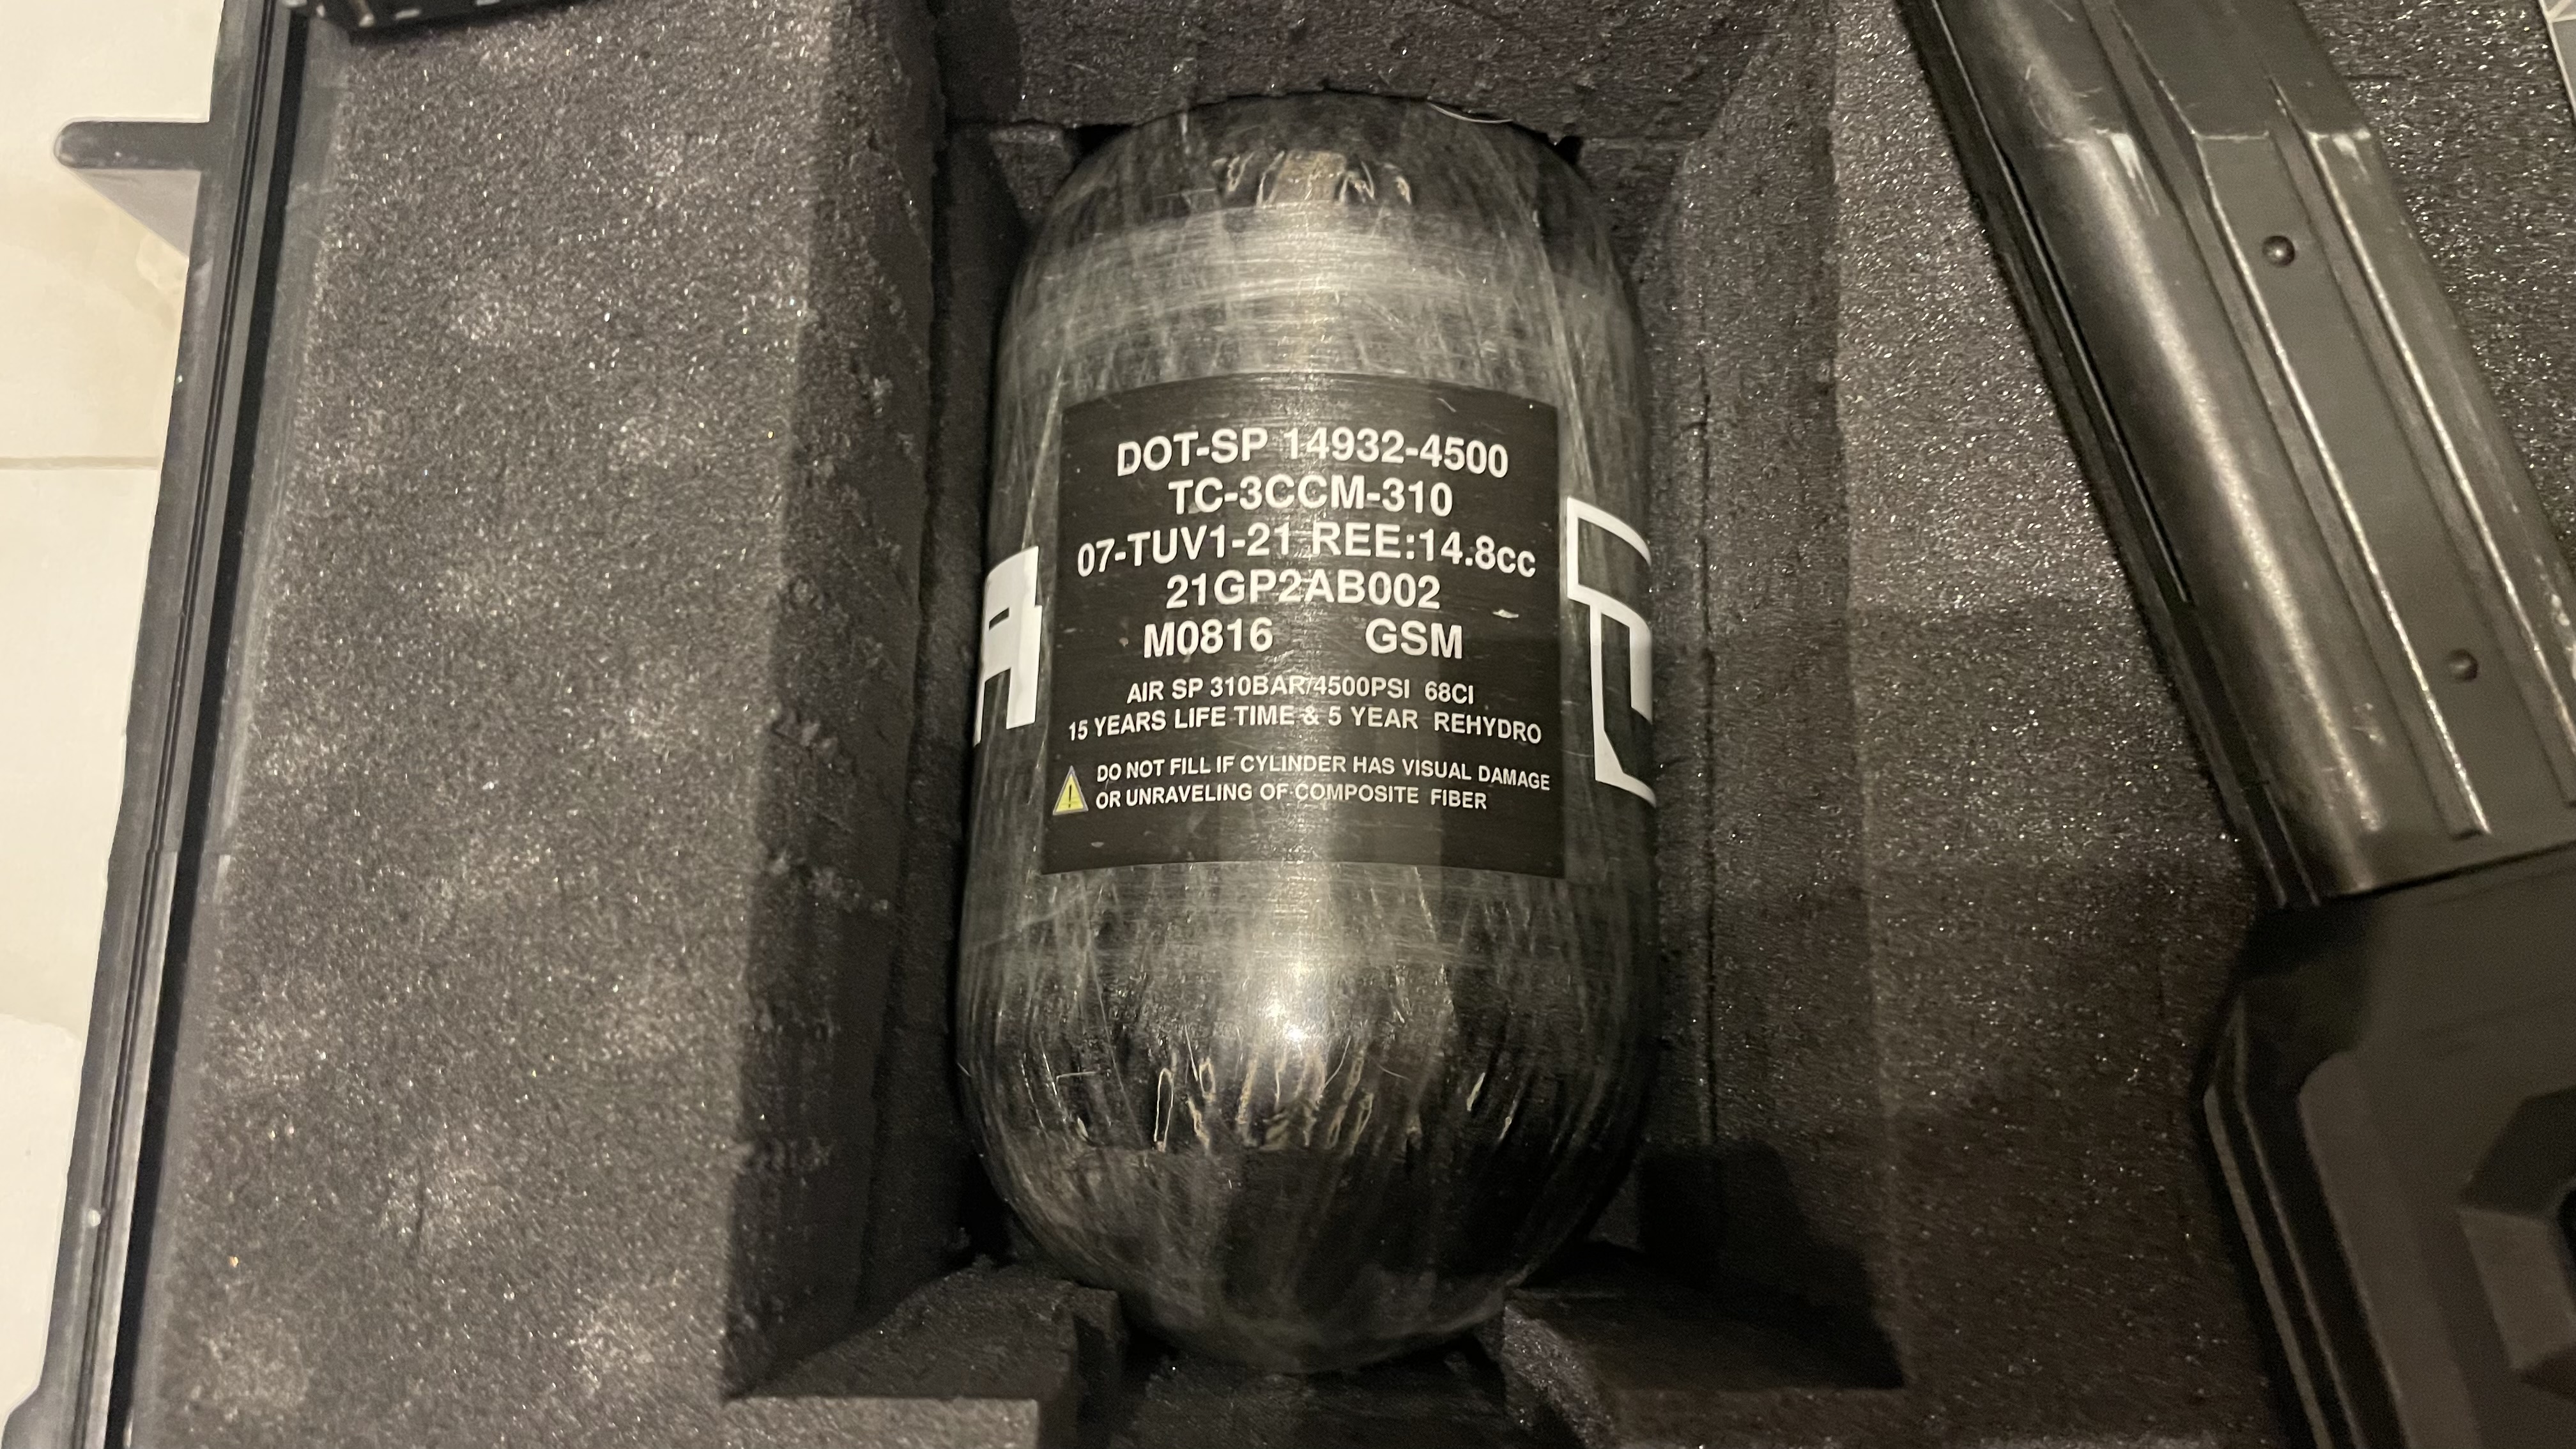 DOT-SP 14932-4500
TC-3CCM-310
07-TUV1-21 REE:14.8cc
21GP2AB002
M0816 GSM
AIR SP 310BAR/4500PSI 68CI
15 YEARS LIFE TIME & 5 YEAR REHYDRO
DO NOT FILL IF CYLINDER HAS VISUAL DAMAGE
OR UNRAVELING OF COMPOSITE FIBER